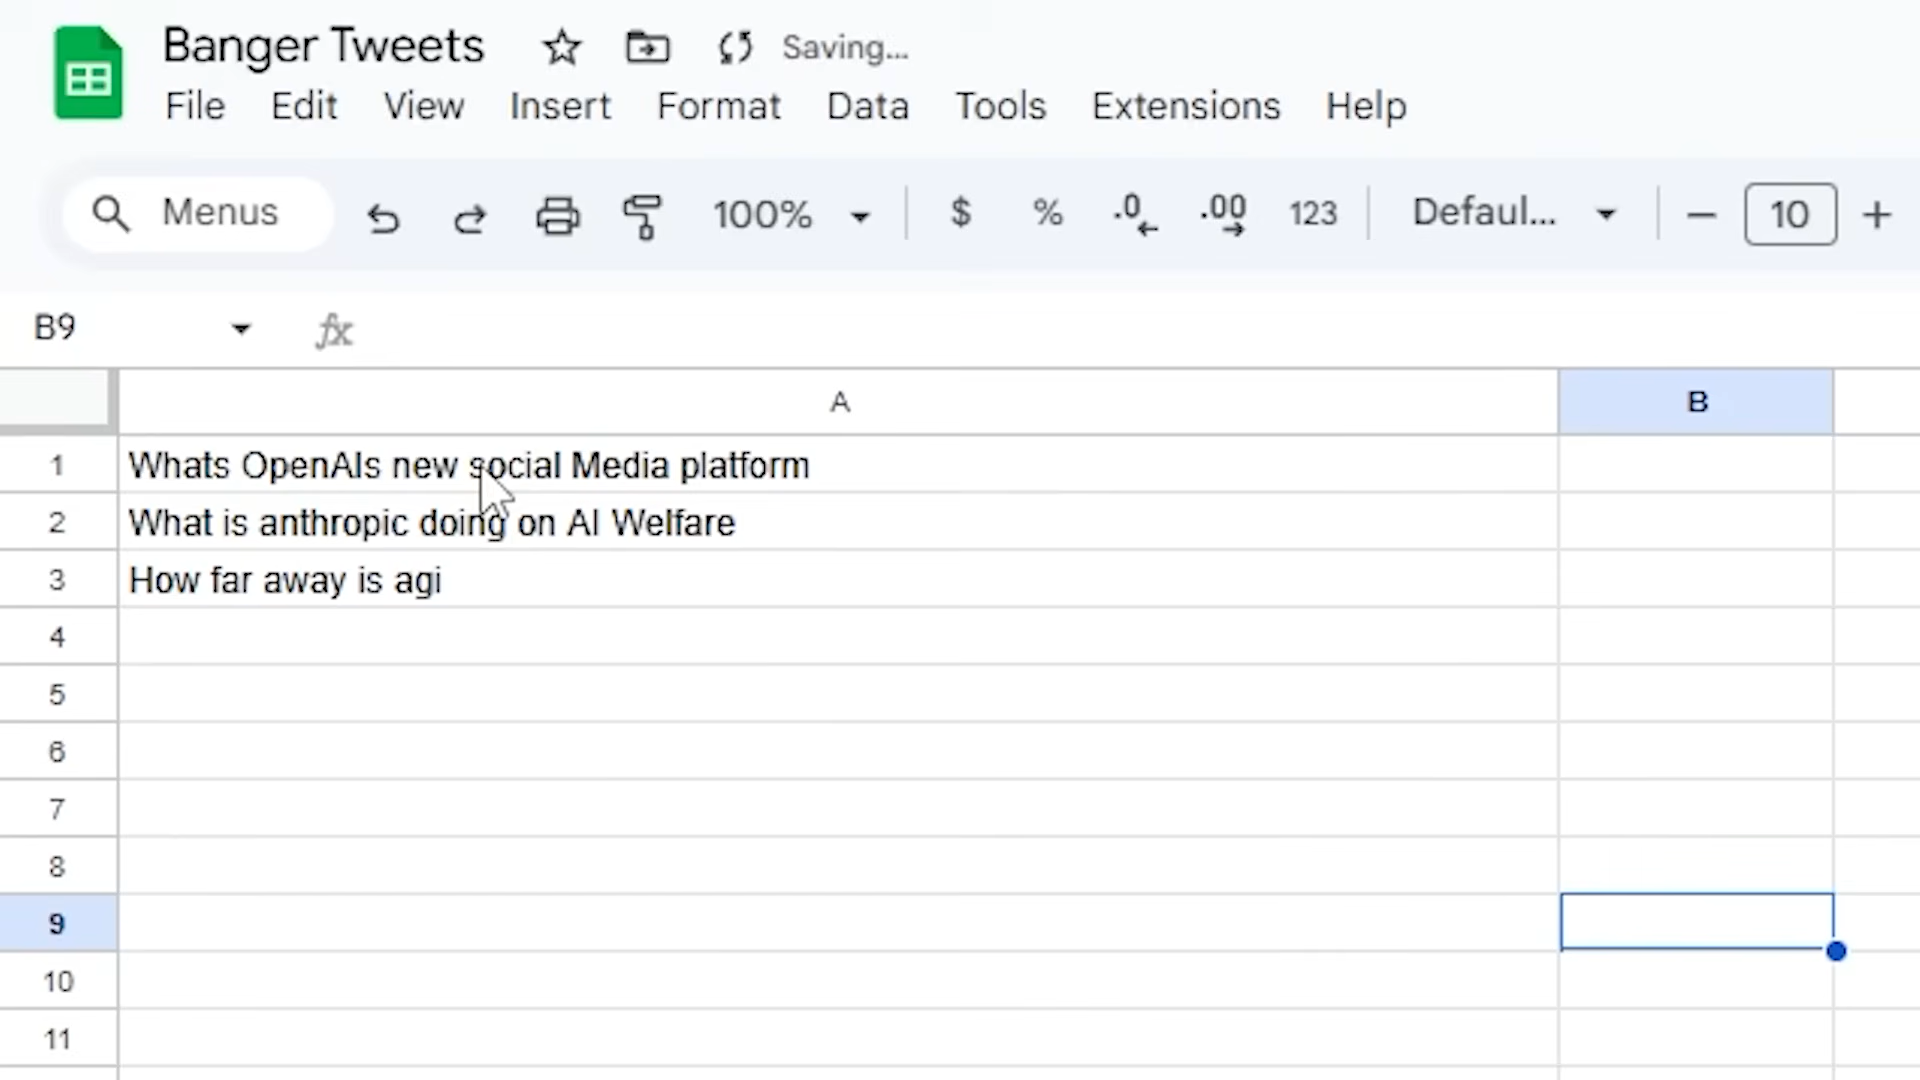 Banger Tweets Saving...
File Edit View Insert Format Data Tools Extensions Help
Menus 100% $ % .0 .00 123 Defaul... 10
B9 fx
A B
1 Whats OpenAIs new social Media platform
2 What is anthropic doing on AI Welfare
3 How far away is agi
4
5
6
7
8
9
10
11